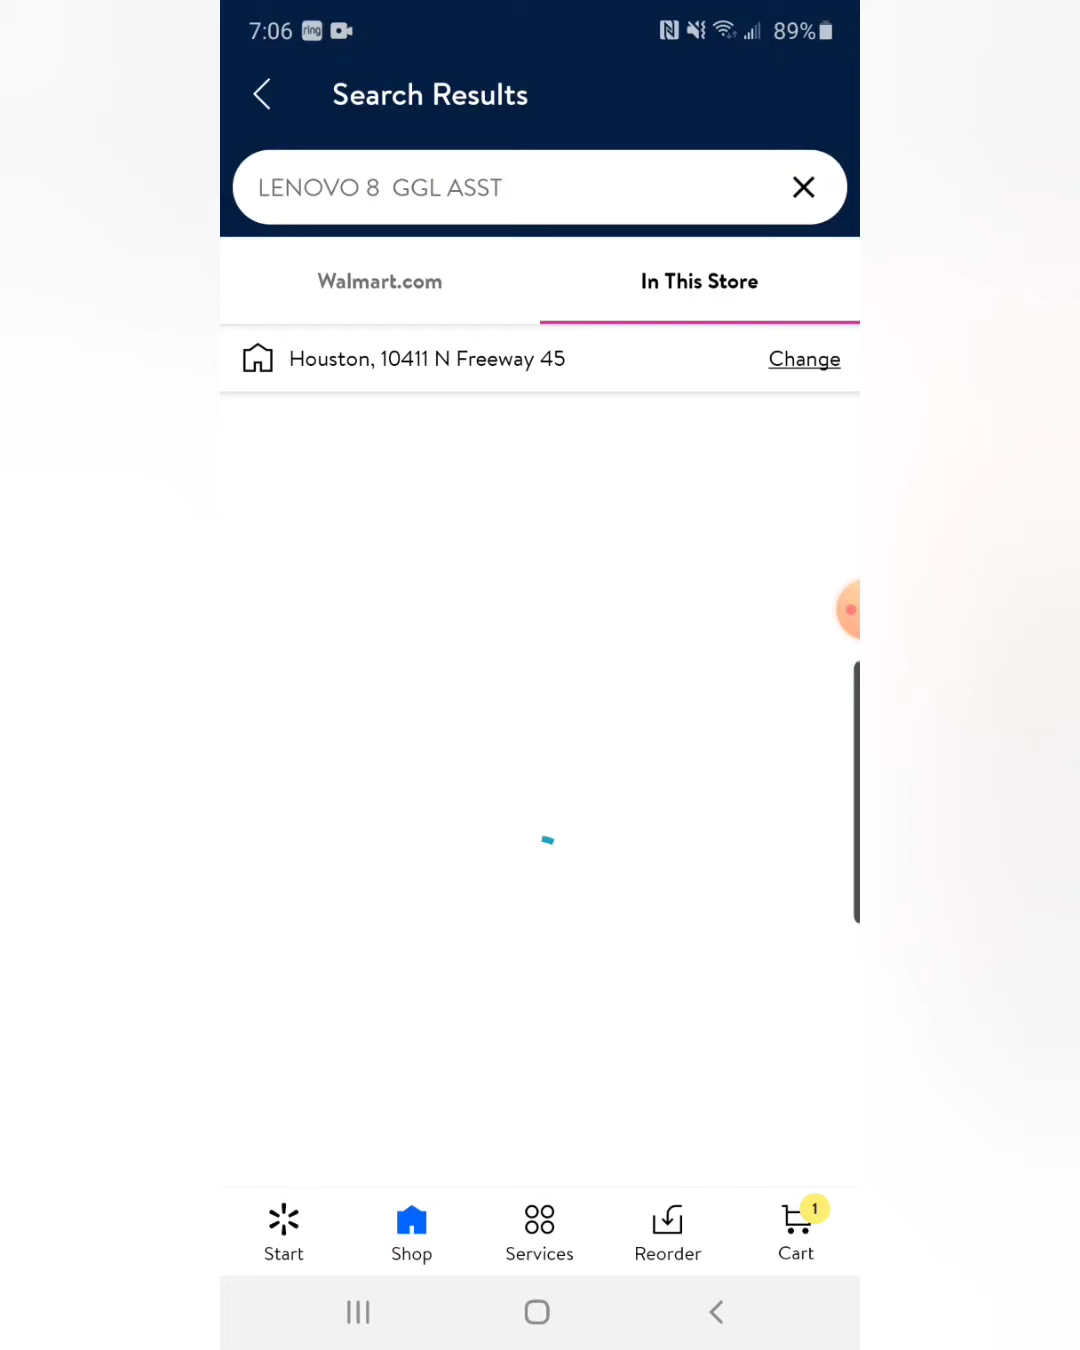 7:06 ring 89%
Search Results
LENOVO 8  GGL ASST
Walmart.com In This Store
Houston, 10411 N Freeway 45 Change
1
Start Shop Services Reorder Cart